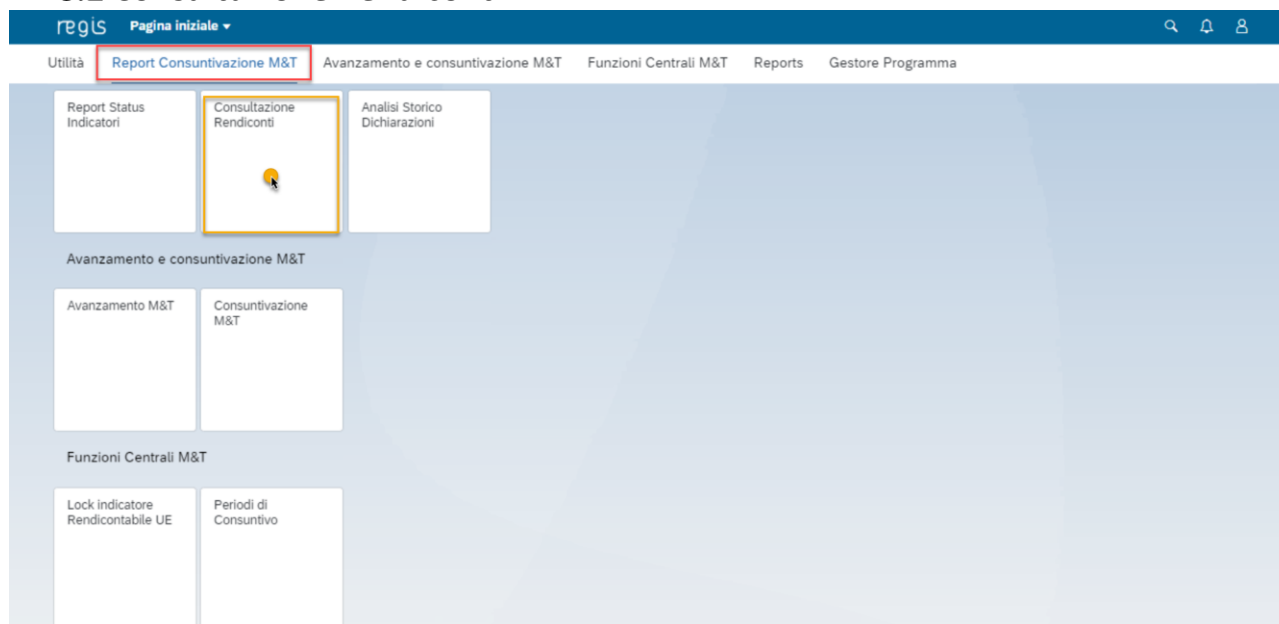 regis Pagina iniziale
Utilità Report Consuntivazione M&T Avanzamento e consuntivazione M&T Funzioni Centrali M&T Reports Gestore Programma
Report Status
Indicatori
Consultazione
Rendiconti
Analisi Storico
Dichiarazioni
Avanzamento e consuntivazione M&T
Avanzamento M&T
Consuntivazione
M&T
Funzioni Centrali M&T
Lock indicatore
Rendicontabile UE
Periodi di
Consuntivo